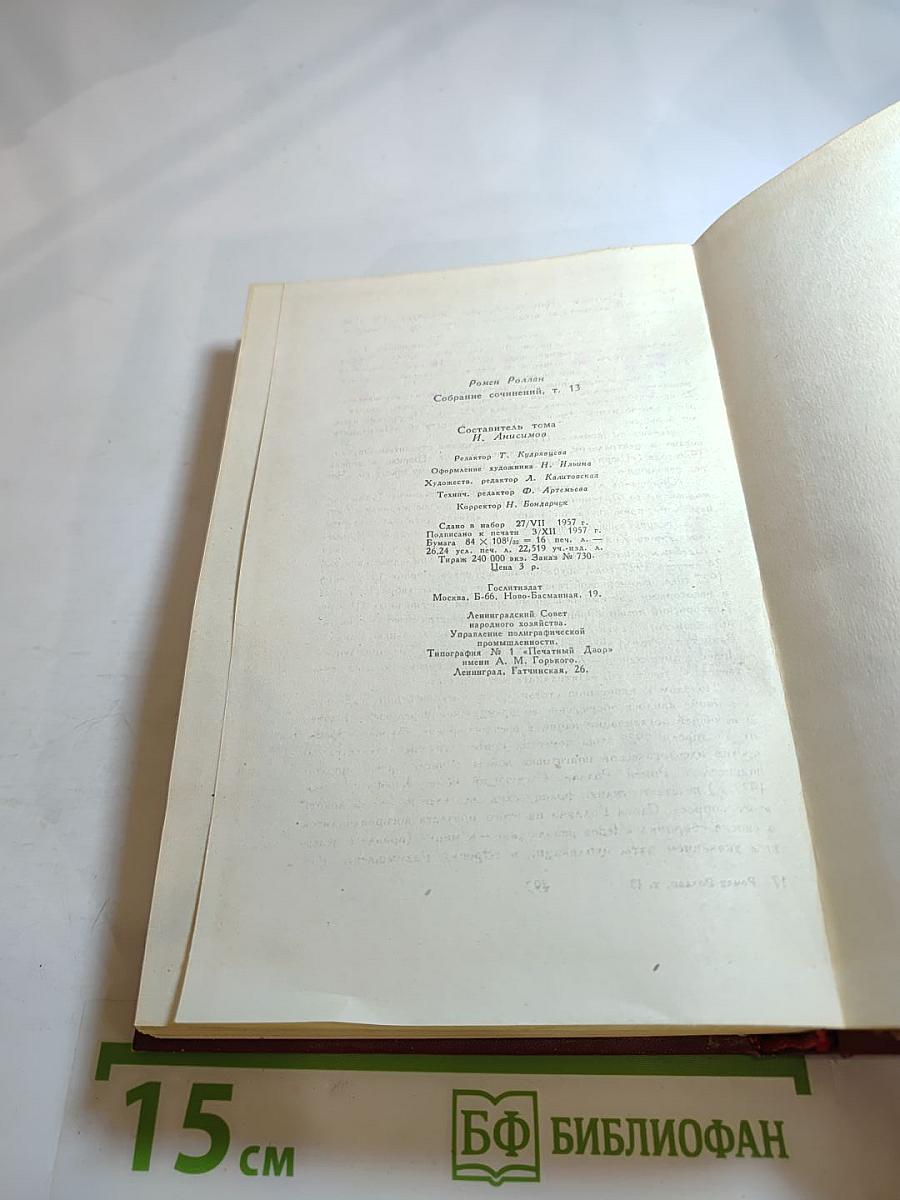 Ромен Роллан
Собрание сочинений, т. 13
Составитель тома
Н. Анисимов
Редактор Т. Кудрявцева
Оформление художника Н. Ильина
Художеств. редактор Л. Калитовская
Технич. редактор Ф. Артемьева
Корректор Н. Бондарчук
Сдано в набор 27/VII 1957 г.
Подписано к печати 3/XII 1957 г.
Бумага 84 × 108¹/₃₂ = 16 печ. л. —
26,24 усл. печ. л. 22,519 уч.-изд. л.
Тираж 240 000 экз. Заказ № 730.
Цена 3 р.
Гослитиздат
Москва, Б-66, Ново-Басманная, 19.
Ленинградский Совет
народного хозяйства.
Управление полиграфической
промышленности.
Типография № 1 «Печатный Двор»
имени А. М. Горького.
Ленинград, Гатчинская, 26.
15 см
БФ БИБЛИОФАН